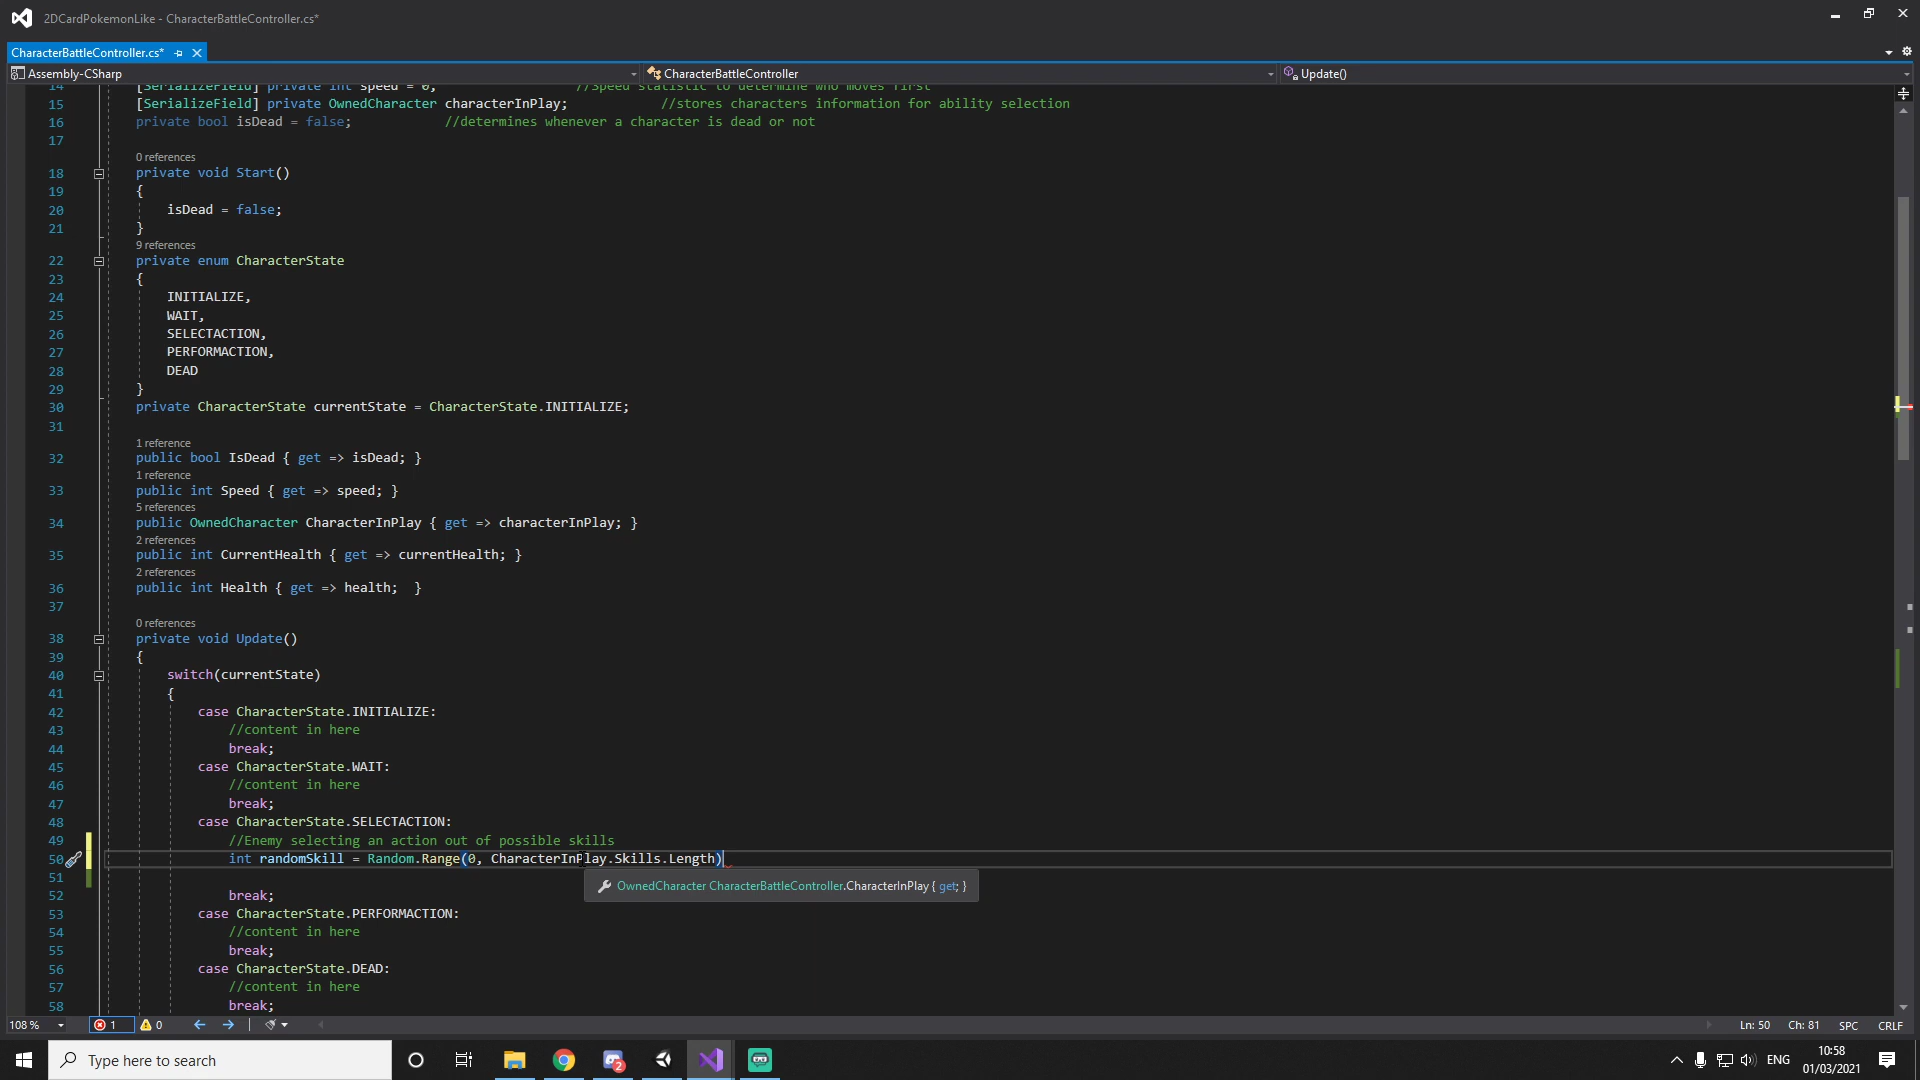 2DCardPokemonLike - CharacterBattleController.cs*
CharacterBattleController.cs*
Assembly-CSharp CharacterBattleController Update()
14 [SerializeField] private int speed = 0; //Speed statistic to determine who moves first
15 [SerializeField] private OwnedCharacter characterInPlay; //stores characters information for ability selection
16 private bool isDead = false; //determines whenever a character is dead or not
17
0 references
18 private void Start()
19 {
20 isDead = false;
21 }
9 references
22 private enum CharacterState
23 {
24 INITIALIZE,
25 WAIT,
26 SELECTACTION,
27 PERFORMACTION,
28 DEAD
29 }
30 private CharacterState currentState = CharacterState.INITIALIZE;
31
1 reference
32 public bool IsDead { get => isDead; }
1 reference
33 public int Speed { get => speed; }
5 references
34 public OwnedCharacter CharacterInPlay { get => characterInPlay; }
2 references
35 public int CurrentHealth { get => currentHealth; }
2 references
36 public int Health { get => health; }
37
0 references
38 private void Update()
39 {
40 switch(currentState)
41 {
42 case CharacterState.INITIALIZE:
43 //content in here
44 break;
45 case CharacterState.WAIT:
46 //content in here
47 break;
48 case CharacterState.SELECTACTION:
49 //Enemy selecting an action out of possible skills
50 int randomSkill = Random.Range(0, CharacterInPlay.Skills.Length)
51
OwnedCharacter CharacterBattleController.CharacterInPlay { get; }
52 break;
53 case CharacterState.PERFORMACTION:
54 //content in here
55 break;
56 case CharacterState.DEAD:
57 //content in here
58 break;
108 % 1 0 Ln: 50 Ch: 81 SPC CRLF
Type here to search 2 ENG 10:58
01/03/2021